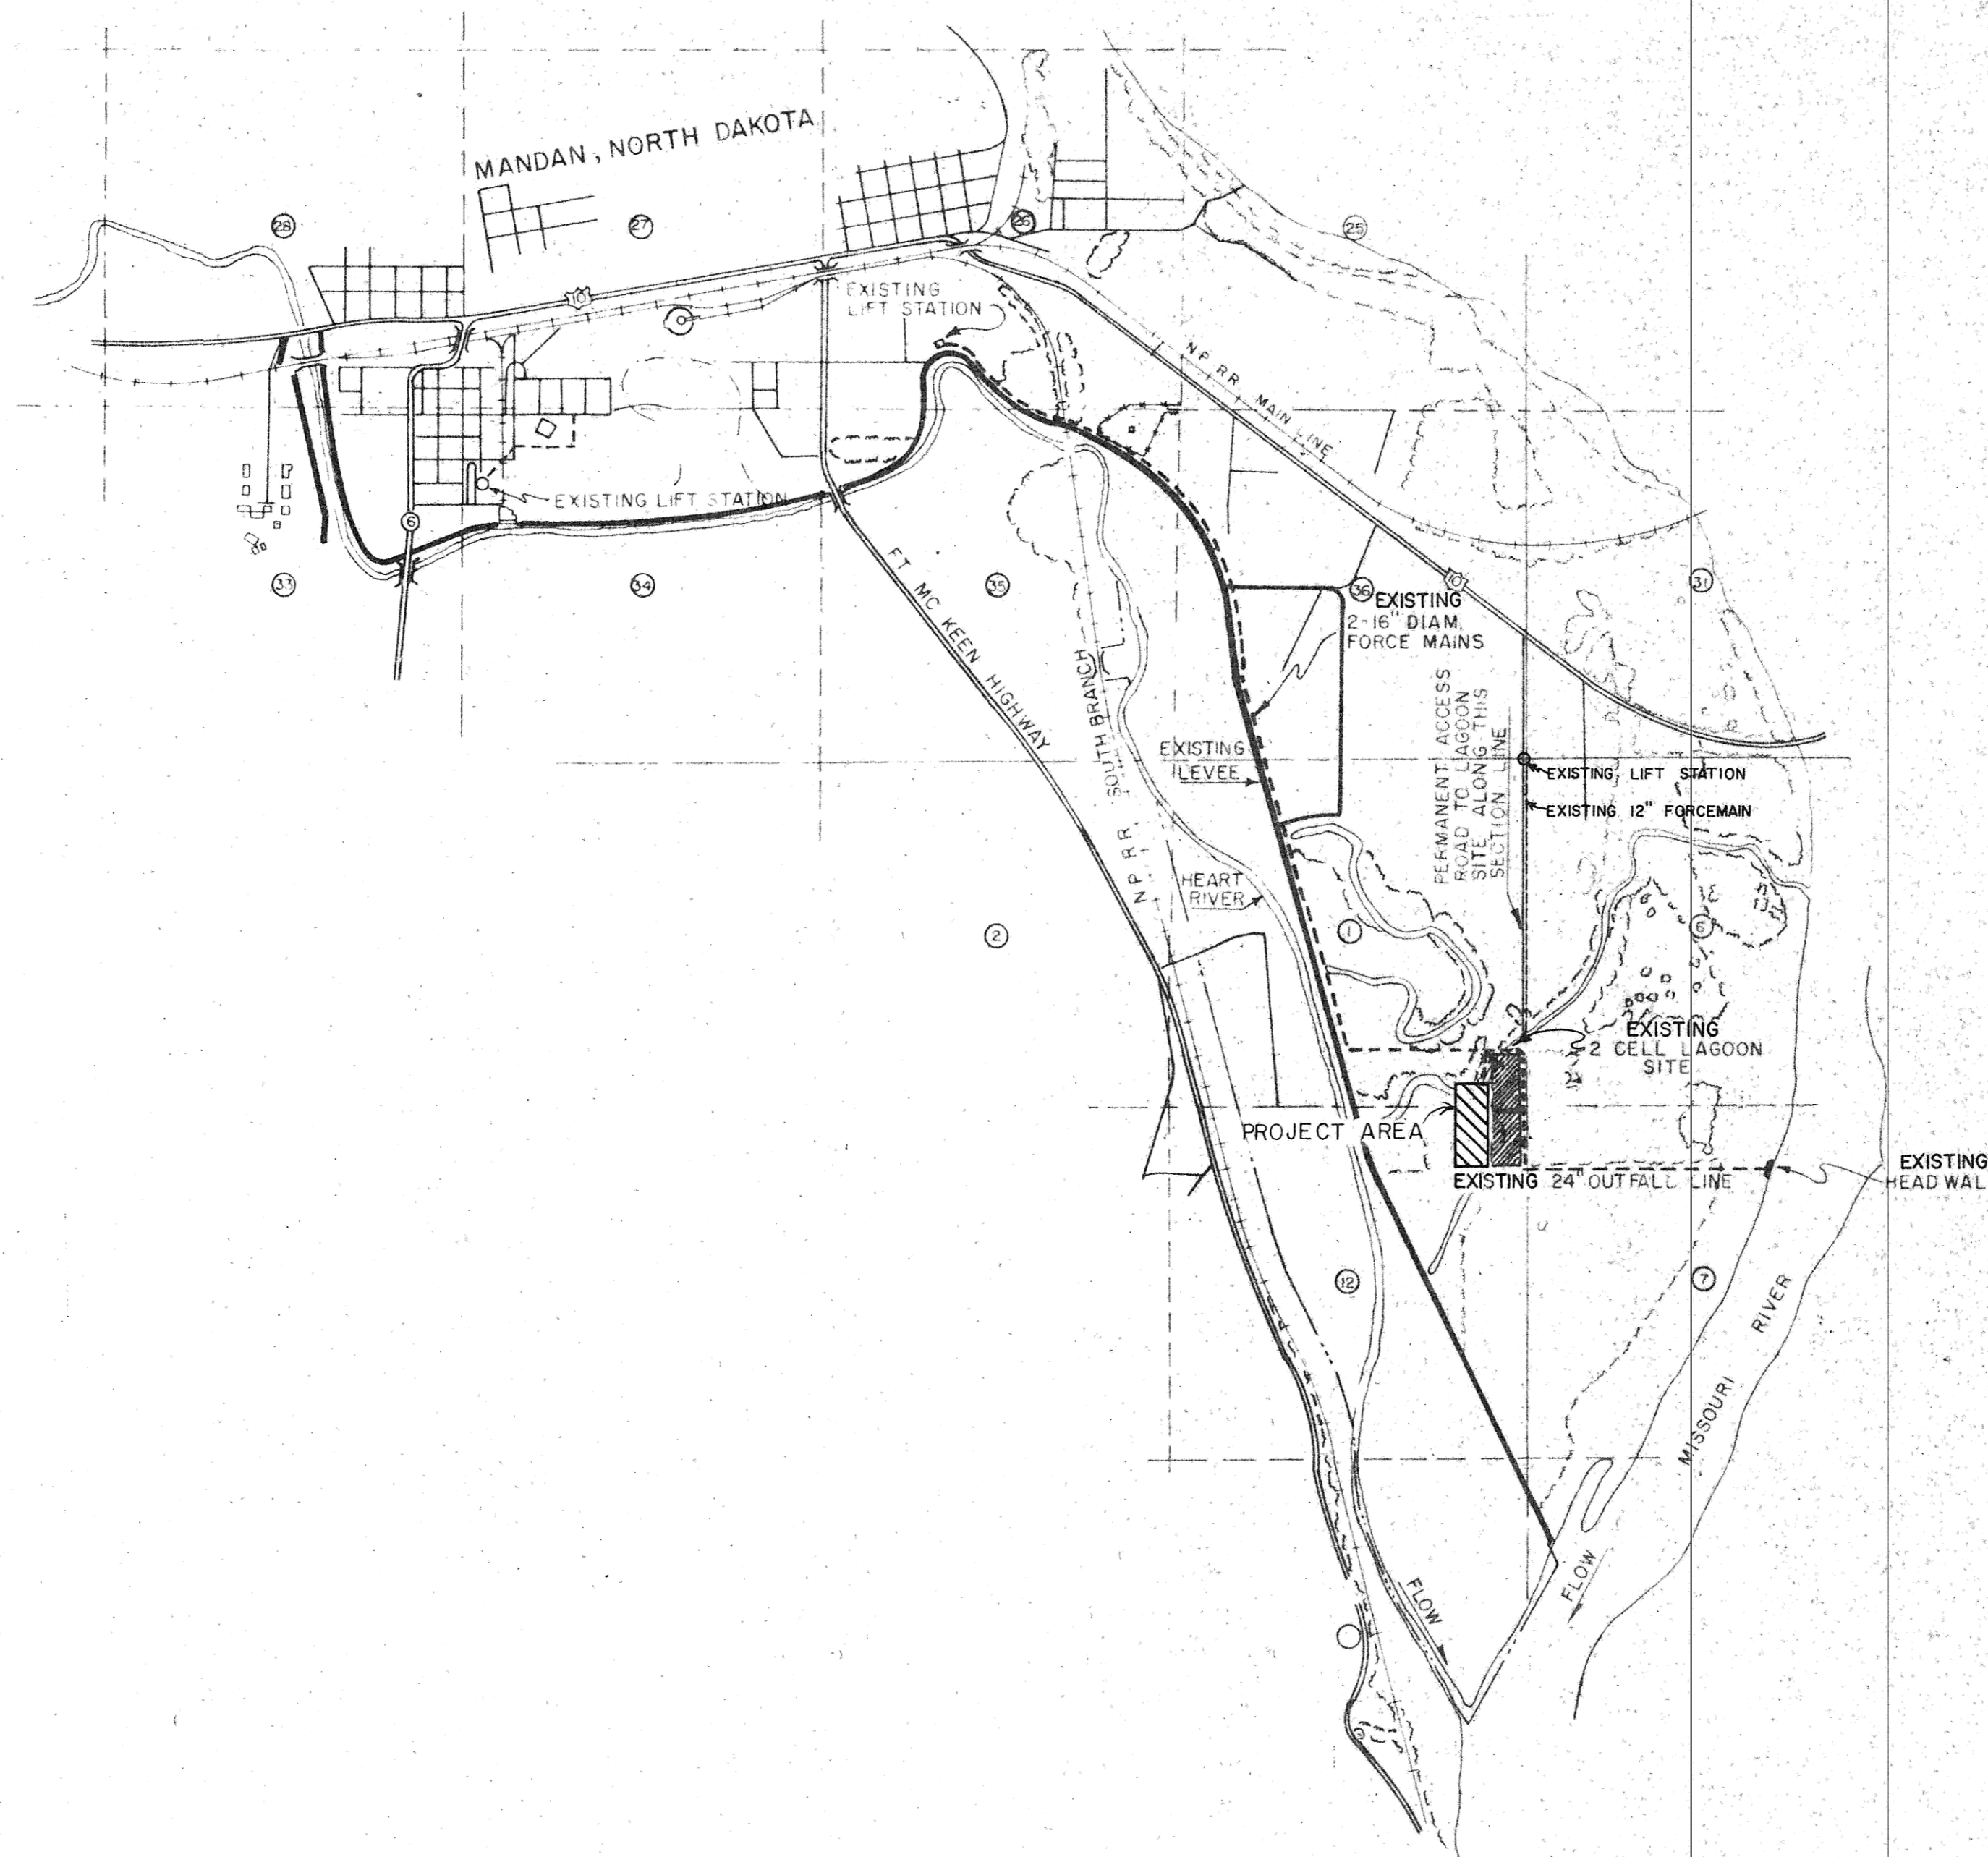 MANDAN, NORTH DAKOTA
28
27
26
25
10
EXISTING
LIFT STATION
N P RR MAIN LINE
EXISTING LIFT STATION
6
33
34
35
36
31
10
FT MC KEEN HIGHWAY
EXISTING
2-16" DIAM.
FORCE MAINS
SOUTH BRANCH
N.P. RR
PERMANENT ACCESS
ROAD TO LAGOON
SITE ALONG THIS
SECTION LINE
EXISTING
LEVEE
EXISTING LIFT STATION
EXISTING 12" FORCEMAIN
HEART
RIVER
2
1
6
EXISTING
2 CELL LAGOON
SITE
PROJECT AREA
EXISTING 24" OUTFALL LINE
EXISTING
HEAD WAL
12
7
MISSOURI RIVER
FLOW
FLOW